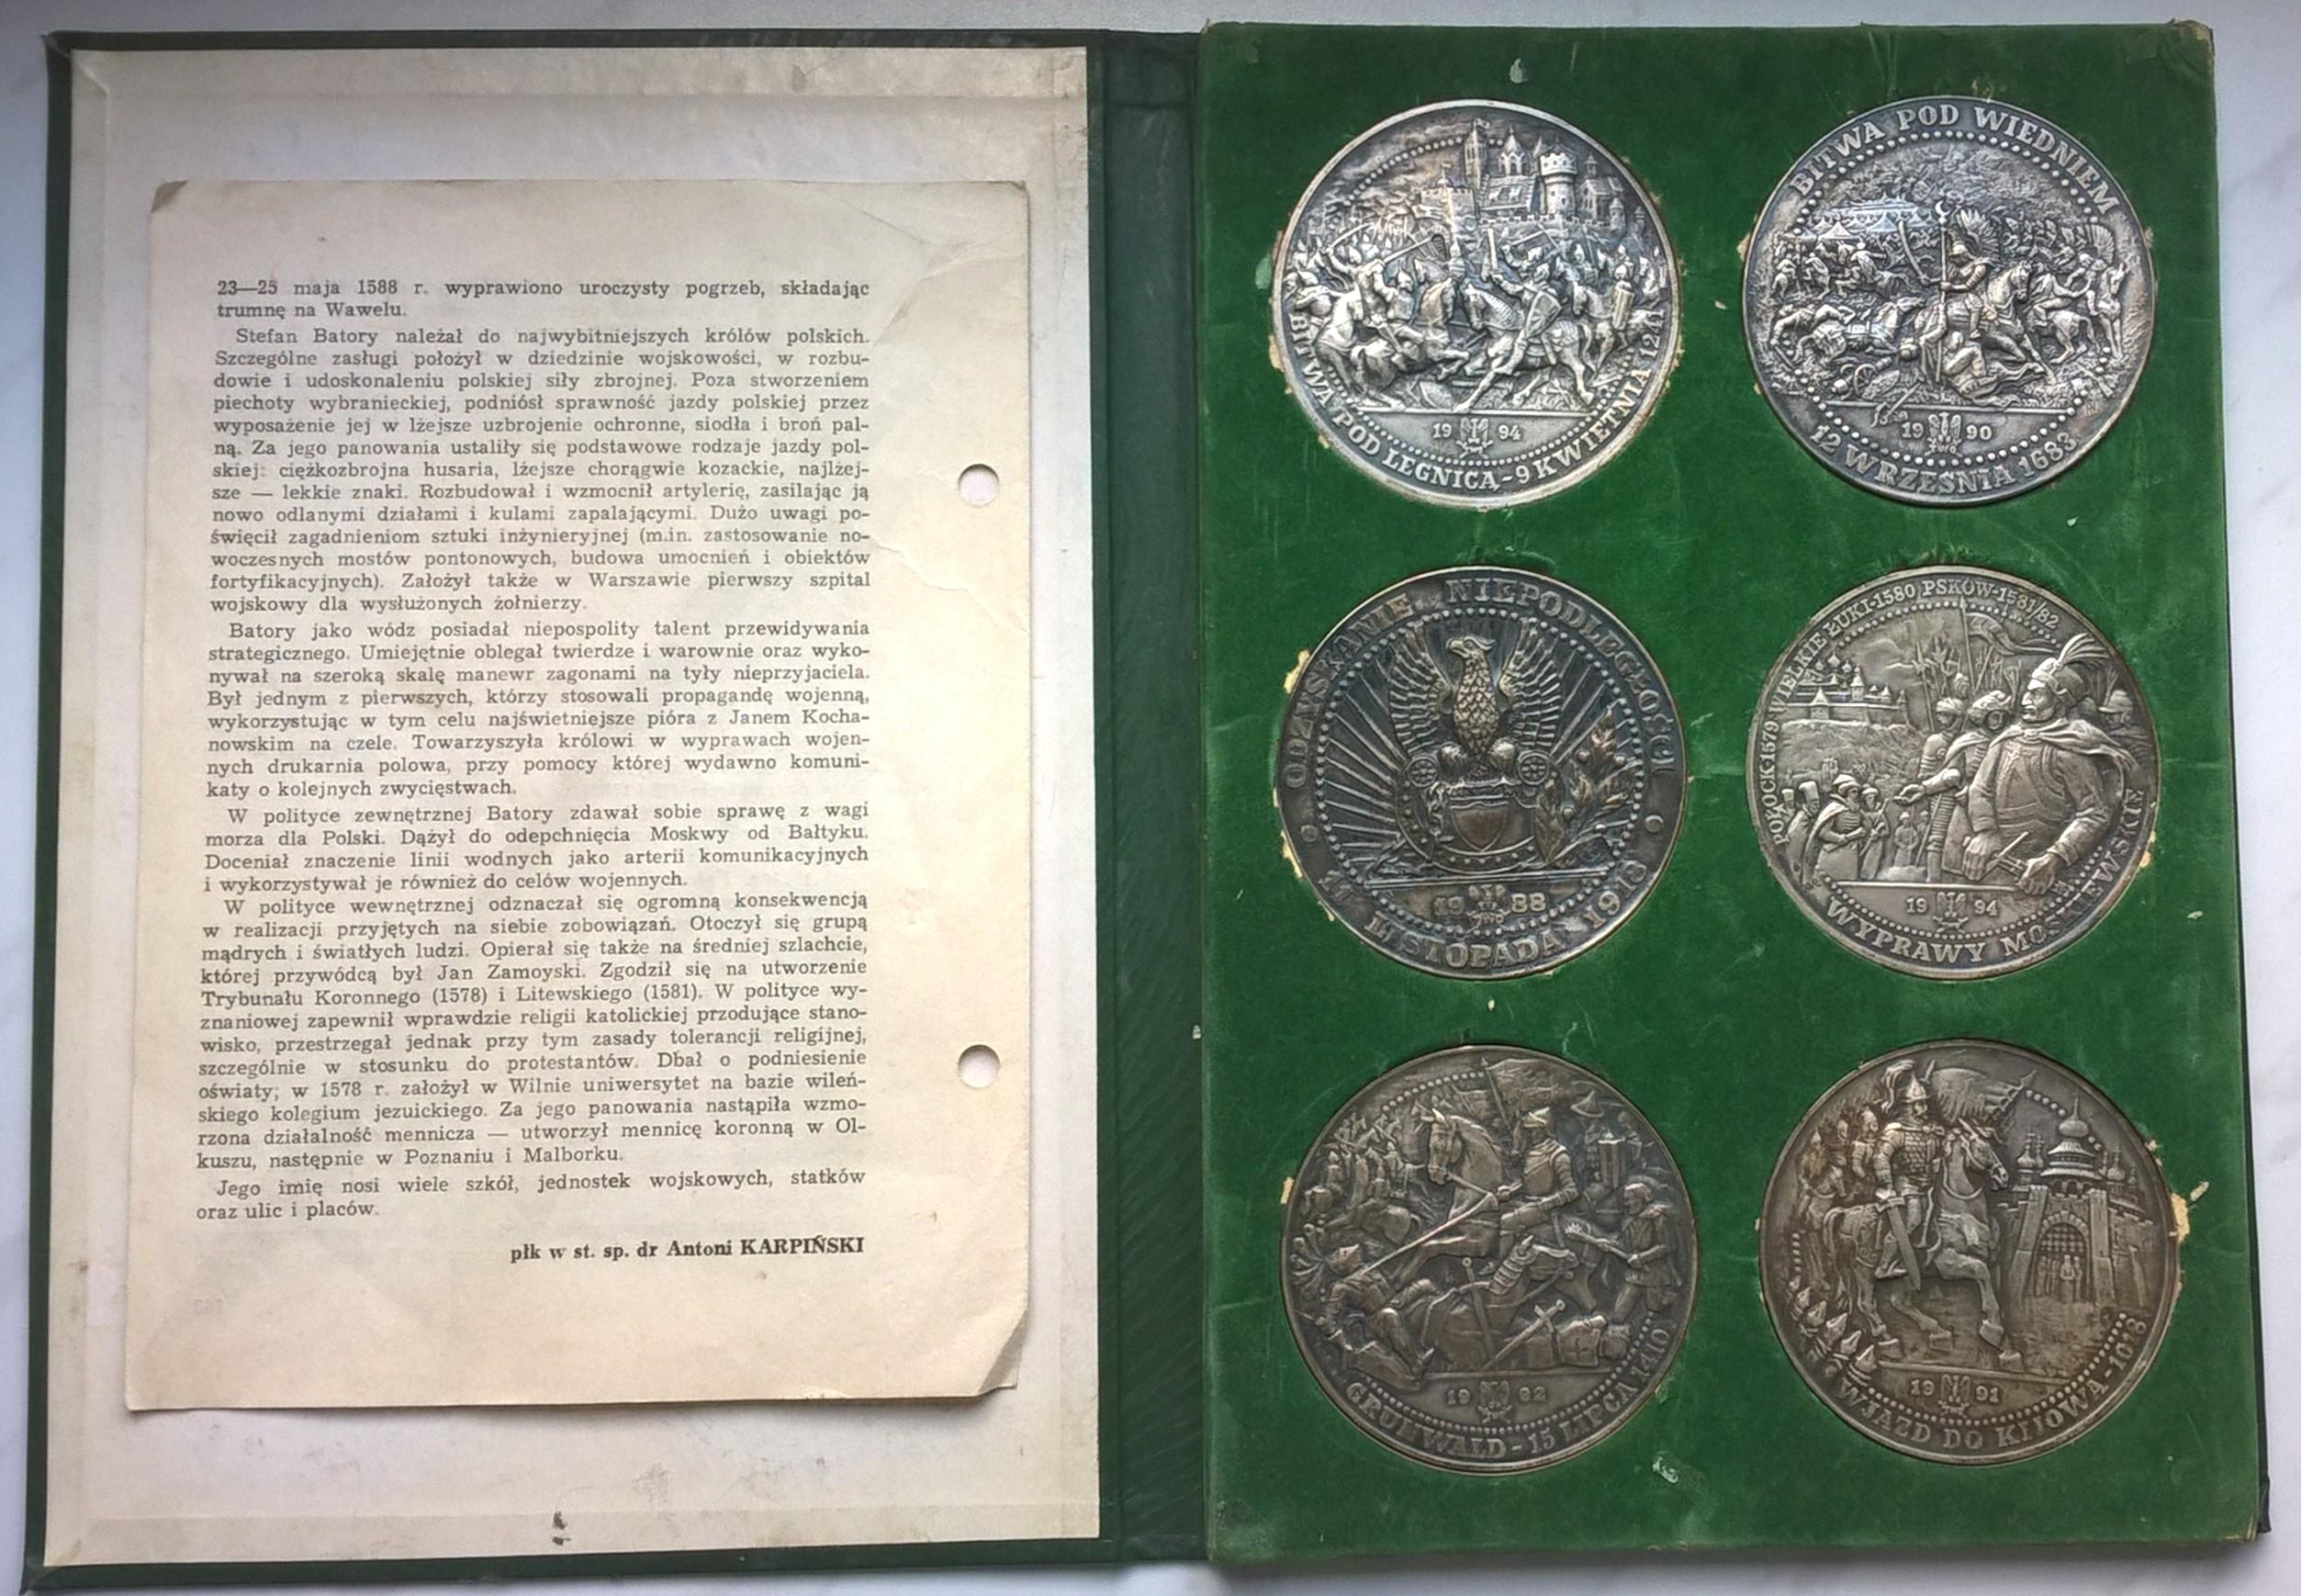 23—25 maja 1588 r. wyprawiono uroczysty pogrzeb, składając
trumnę na Wawelu.
Stefan Batory należał do najwybitniejszych królów polskich.
Szczególne zasługi położył w dziedzinie wojskowości, w rozbu-
dowie i udoskonaleniu polskiej siły zbrojnej. Poza stworzeniem
piechoty wybranieckiej, podniósł sprawność jazdy polskiej przez
wyposażenie jej w lżejsze uzbrojenie ochronne, siodła i broń pal-
ną. Za jego panowania ustaliły się podstawowe rodzaje jazdy pol-
skiej: ciężkozbrojna husaria, lżejsze chorągwie kozackie, najlżej-
sze — lekkie znaki. Rozbudował i wzmocnił artylerię, zasilając ją
nowo odlanymi działami i kulami zapalającymi. Dużo uwagi po-
święcił zagadnieniom sztuki inżynieryjnej (m.in. zastosowanie no-
woczesnych mostów pontonowych, budowa umocnień i obiektów
fortyfikacyjnych). Założył także w Warszawie pierwszy szpital
wojskowy dla wysłużonych żołnierzy.
Batory jako wódz posiadał niepospolity talent przewidywania
strategicznego. Umiejętnie oblegał twierdze i warownie oraz wyko-
nywał na szeroką skalę manewr zagonami na tyły nieprzyjaciela.
Był jednym z pierwszych, którzy stosowali propagandę wojenną,
wykorzystując w tym celu najświetniejsze pióra z Janem Kocha-
nowskim na czele. Towarzyszyła królowi w wyprawach wojen-
nych drukarnia polowa, przy pomocy której wydawno komuni-
katy o kolejnych zwycięstwach.
W polityce zewnętrznej Batory zdawał sobie sprawę z wagi
morza dla Polski. Dążył do odepchnięcia Moskwy od Bałtyku.
Doceniał znaczenie linii wodnych jako arterii komunikacyjnych
i wykorzystywał je również do celów wojennych.
W polityce wewnętrznej odznaczał się ogromną konsekwencją
w realizacji przyjętych na siebie zobowiązań. Otoczył się grupą
mądrych i światłych ludzi. Opierał się także na średniej szlachcie,
której przywódcą był Jan Zamoyski. Zgodził się na utworzenie
Trybunału Koronnego (1578) i Litewskiego (1581). W polityce wy-
znaniowej zapewnił wprawdzie religii katolickiej przodujące stano-
wisko, przestrzegał jednak przy tym zasady tolerancji religijnej,
szczególnie w stosunku do protestantów. Dbał o podniesienie
oświaty; w 1578 r. założył w Wilnie uniwersytet na bazie wileń-
skiego kolegium jezuickiego. Za jego panowania nastąpiła wzmo-
rzona działalność mennicza — utworzył mennicę koronną w Ol-
kuszu, następnie w Poznaniu i Malborku.
Jego imię nosi wiele szkół, jednostek wojskowych, statków
oraz ulic i placów.
płk w st. sp. dr Antoni KARPIŃSKI
19 94
BITWA POD LEGNICĄ - 9 KWIETNIA 1241
BITWA POD WIEDNIEM
19 90
12 WRZEŚNIA 1683
ODZYSKANIE NIEPODLEGŁOŚCI
19 88
11 LISTOPADA 1918
POŁOCK-1579 WIELKIE ŁUKI-1580 PSKÓW-1581/82
19 94
WYPRAWY MOSKIEWSKIE
19 92
GRUNWALD - 15 LIPCA 1410
19 91
WJAZD DO KIJOWA - 1018